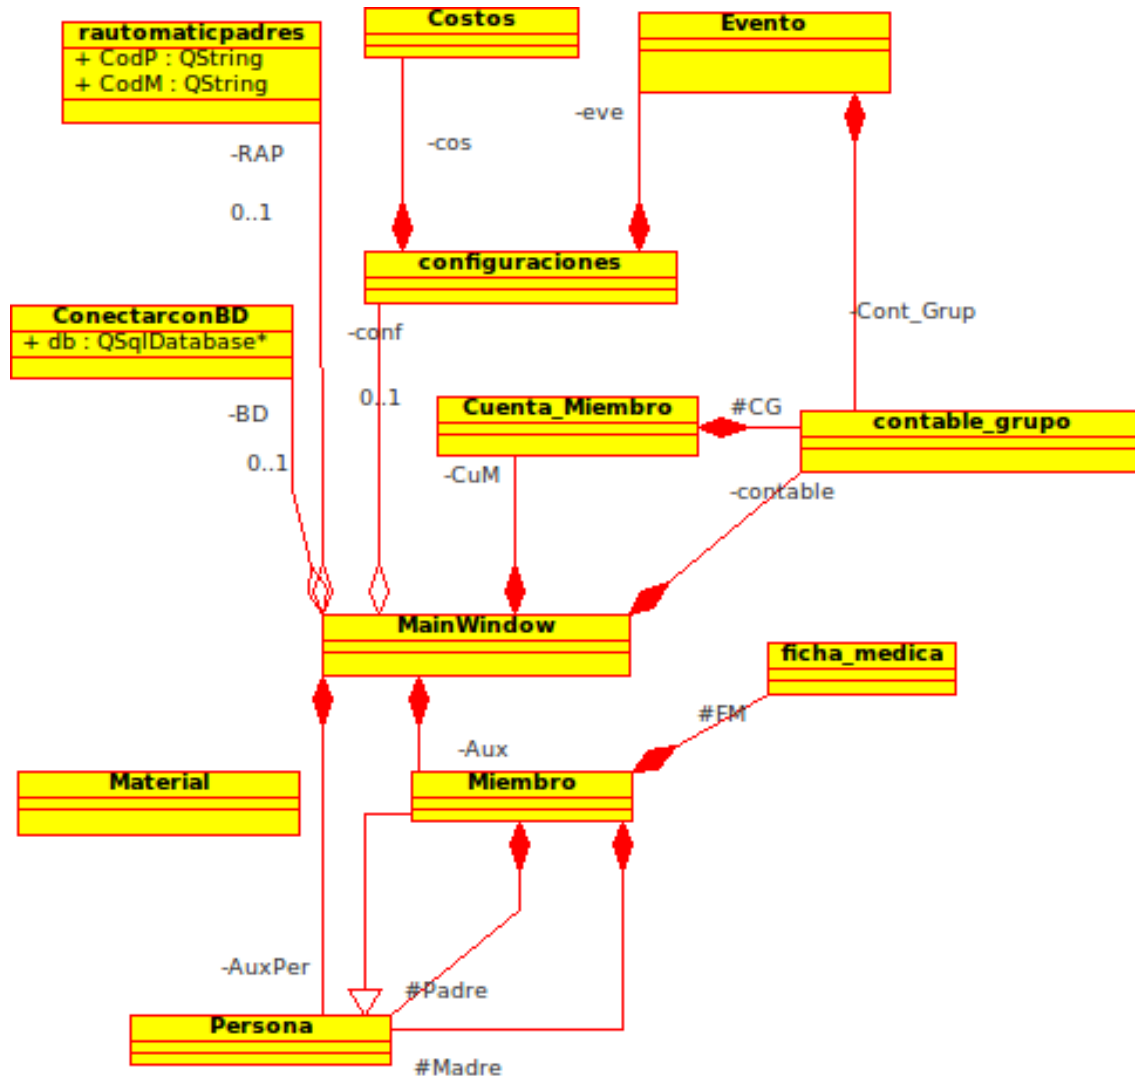 rautomaticpadres
+ CodP : QString
+ CodM : QString
Costos
Evento
-RAP
0..1
-cos
-eve
configuraciones
ConectarconBD
+ db : QSqlDatabase*
-conf
0..1
-Cont_Grup
-BD
0..1
Cuenta_Miembro
#CG
contable_grupo
-CuM
-contable
MainWindow
ficha_medica
#FM
-Aux
Material
Miembro
-AuxPer
#Padre
Persona
#Madre